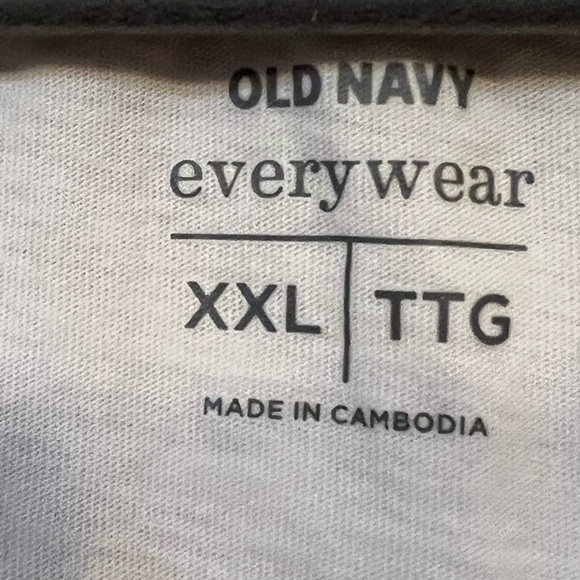 OLD NAVY
everywear
XXL | TTG
MADE IN CAMBODIA